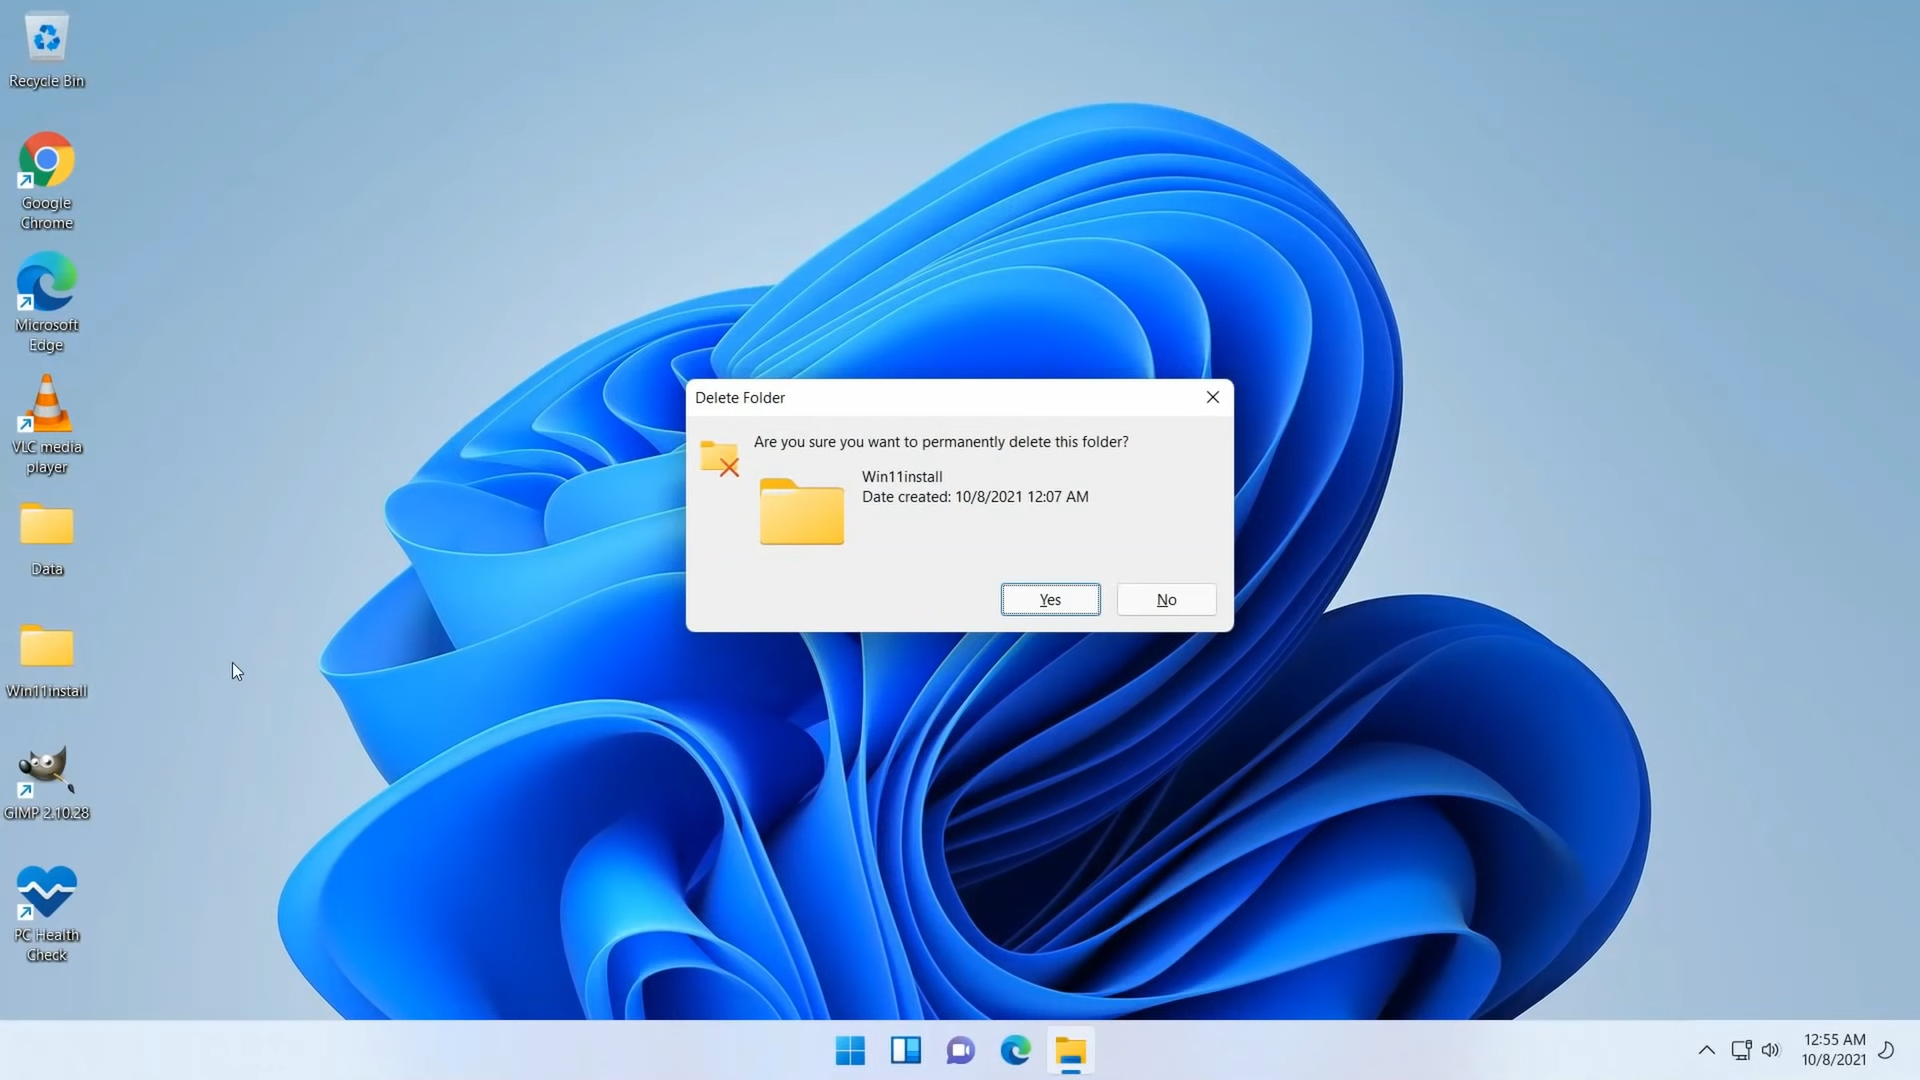 Recycle Bin
Google
Chrome
Microsoft
Edge
VLC media
player
Data
Win11install
GIMP 2.10.28
PC Health
Check
Delete Folder
Are you sure you want to permanently delete this folder?
Win11install
Date created: 10/8/2021 12:07 AM
Yes
No
12:55 AM
10/8/2021